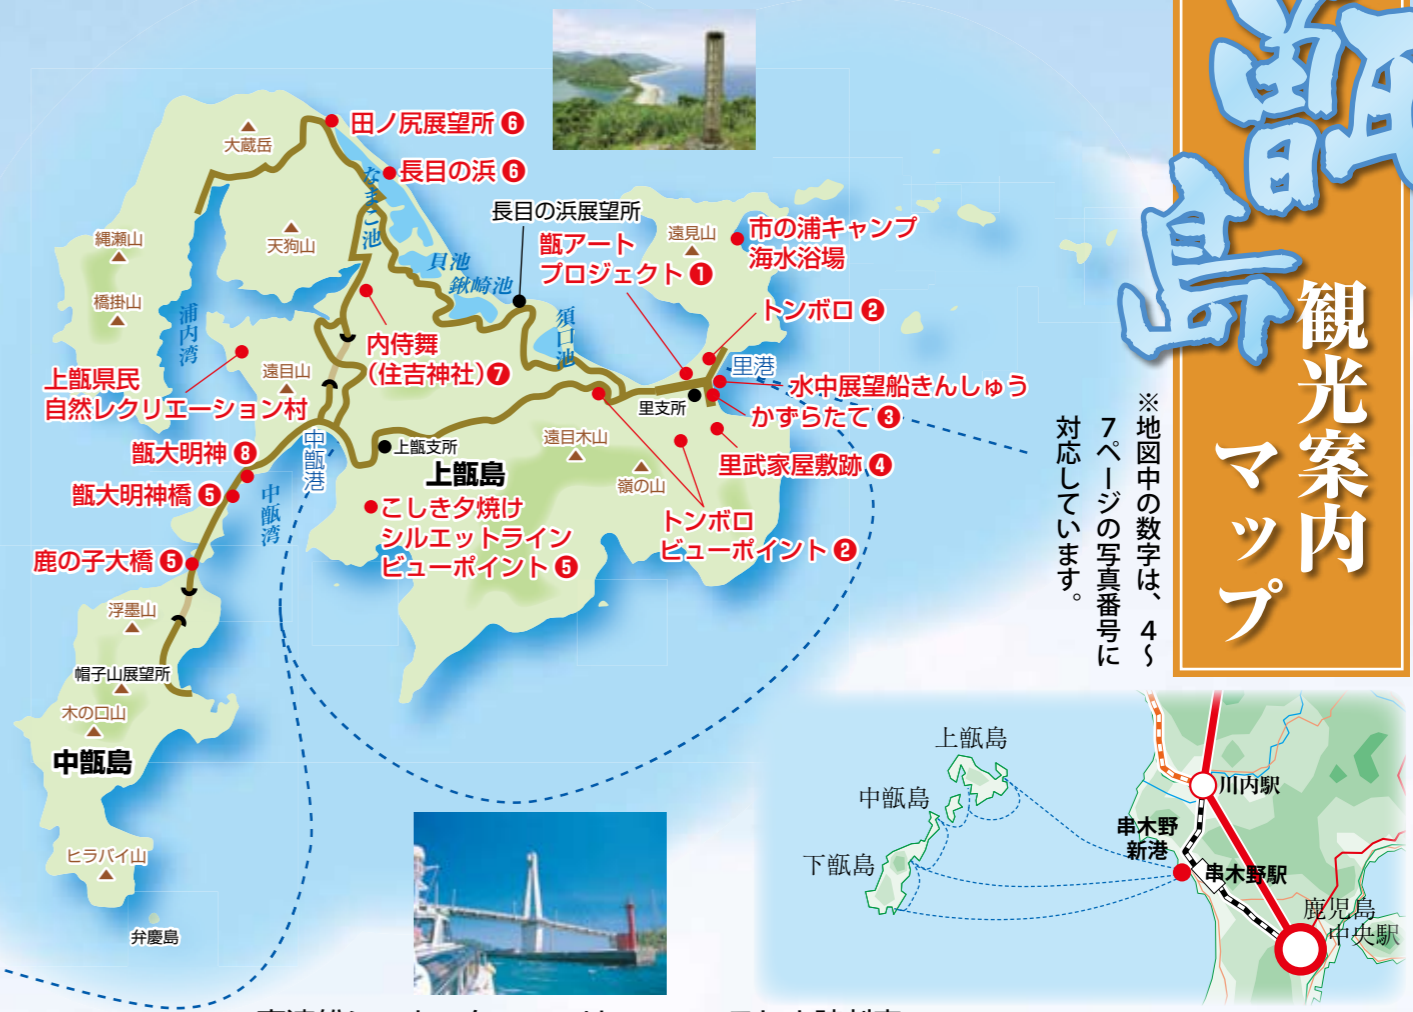 甑島
観光案内
マップ
※地図中の数字は、4～
7ページの写真番号に
対応しています。
田ノ尻展望所❻
長目の浜❻
大蔵岳
なまこ池
長目の浜展望所
甑アート
プロジェクト❶
遠見山
市の浦キャンプ
海水浴場
縄瀬山
天狗山
貝池
鍬崎池
橋掛山
浦内湾
須口池
トンボロ❷
内侍舞
(住吉神社)❼
里港
上甑県民
自然レクリエーション村
遠目山
水中展望船きんしゅう
里支所
かずらたて❸
甑大明神❽
中甑港
上甑支所
遠目木山
里武家屋敷跡❹
上甑島
嶺の山
甑大明神橋❺
中甑湾
こしき夕焼け
シルエットライン
ビューポイント❺
トンボロ
ビューポイント❷
鹿の子大橋❺
浮墨山
帽子山展望所
木の口山
中甑島
ヒラバイ山
弁慶島
上甑島
中甑島
下甑島
川内駅
串木野
新港
串木野駅
鹿児島
中央駅